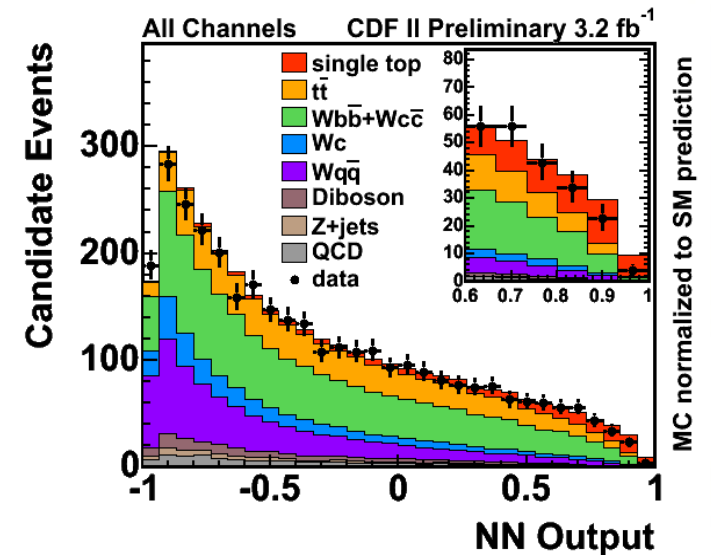 All Channels CDF II Preliminary 3.2 fb⁻¹
Candidate Events
300
200
100
0
-1 -0.5 0 0.5 1
NN Output
single top
tt̄
Wbb̄+Wcc̄
Wc
Wqq̄
Diboson
Z+jets
QCD
data
80
70
60
50
40
30
20
10
0
0.6 0.7 0.8 0.9 1
MC normalized to SM prediction